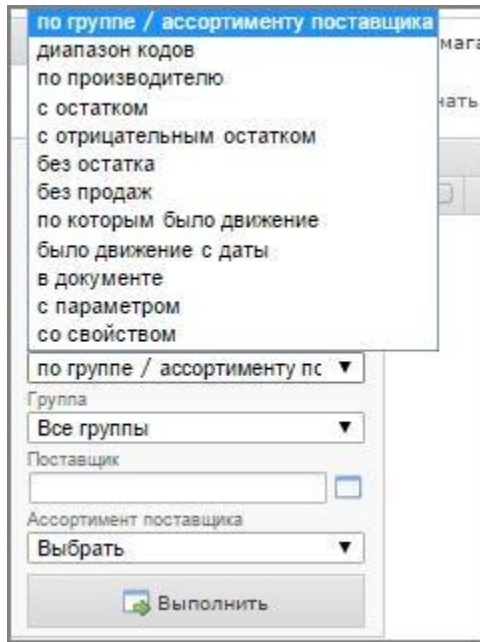 по группе / ассортименту поставщика
диапазон кодов
по производителю
с остатком
с отрицательным остатком
без остатка
без продаж
по которым было движение
было движение с даты
в документе
с параметром
со свойством
по группе / ассортименту пс
Группа
Все группы
Поставщик
Ассортимент поставщика
Выбрать
Выполнить